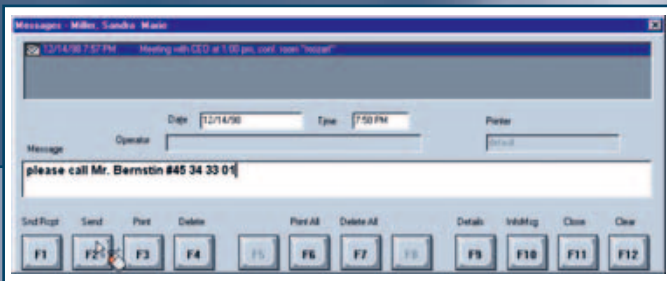 Messages - Miller, Sandra Marie
12/14/98 7:57 PM Meeting with CEO at 1:00 pm, conf. room "mozart"
Date 12/14/98 Time 7:58 PM Printer
Operator default
Message
please call Mr. Bernstin #45 34 33 01
Snd Rcpt Send Print Delete Print All Delete All Details InfoMsg Close Clear
F1 F2 F3 F4 F5 F6 F7 F8 F9 F10 F11 F12